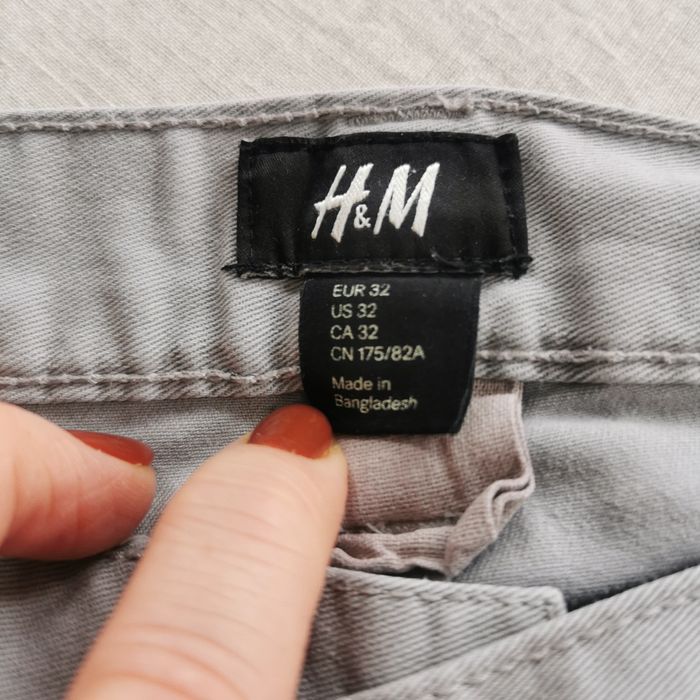 H&M
EUR 32
US 32
CA 32
CN 175/82A
Made in
Bangladesh